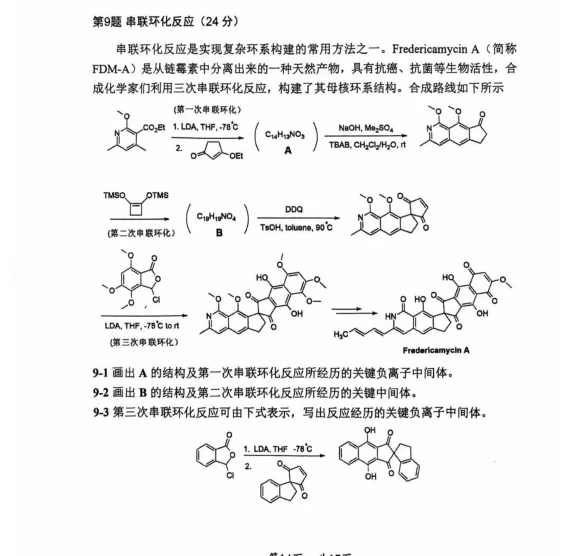 第9题 串联环化反应（24 分）
串联环化反应是实现复杂环系构建的常用方法之一。Fredericamycin A（简称
FDM-A）是从链霉素中分离出来的一种天然产物，具有抗癌、抗菌等生物活性，合
成化学家们利用三次串联环化反应，构建了其母核环系结构。合成路线如下所示
(第一次串联环化)
O N CO₂Et
1. LDA, THF, -78℃
2. O OEt
C₁₄H₁₃NO₃
A
NaOH, Me₂SO₄
TBAB, CH₂Cl₂/H₂O, rt
O O O N
TMSO OTMS
(第二次串联环化)
C₁₉H₁₉NO₄
B
DDQ
TsOH, toluene, 90℃
O O O N O
O O O O O Cl
LDA, THF, -78℃ to rt
(第三次串联环化)
HO O O O O O O N O OH
H₃C HN O HO O HO O O O O OH
Fredericamycin A
9-1 画出 A 的结构及第一次串联环化反应所经历的关键负离子中间体。
9-2 画出 B 的结构及第二次串联环化反应所经历的关键中间体。
9-3 第三次串联环化反应可由下式表示，写出反应经历的关键负离子中间体。
O O Cl
1. LDA, THF -78℃
2. O O
OH O O OH